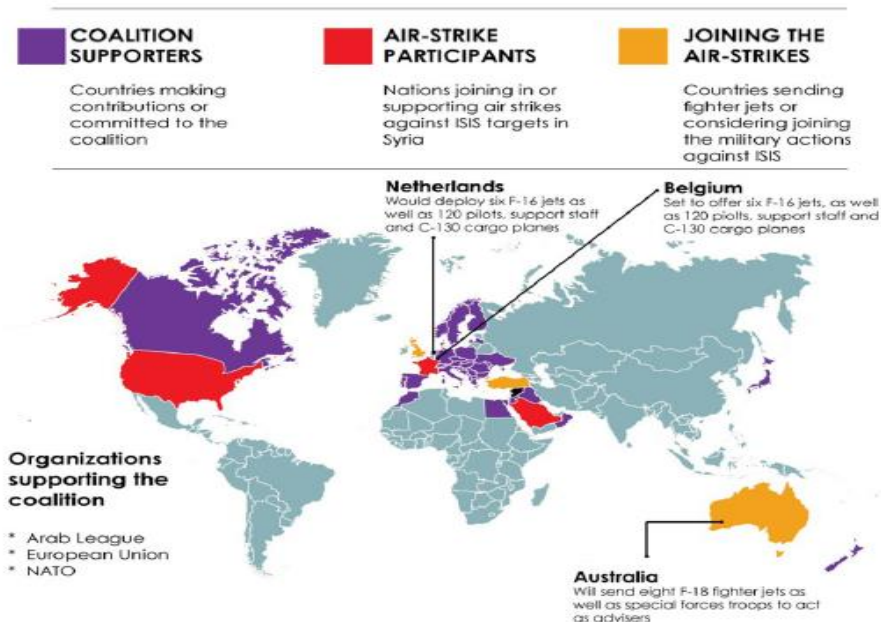 COALITION
SUPPORTERS
Countries making
contributions or
committed to the
coalition
AIR-STRIKE
PARTICIPANTS
Nations joining in or
supporting air strikes
against ISIS targets in
Syria
JOINING THE
AIR-STRIKES
Countries sending
fighter jets or
considering joining
the military actions
against ISIS
Netherlands
Would deploy six F-16 jets as
well as 120 pilots, support staff
and C-130 cargo planes
Belgium
Set to offer six F-16 jets, as well
as 120 piolts, support staff and
C-130 cargo planes
Organizations
supporting the
coalition
* Arab League
* European Union
* NATO
Australia
Will send eight F-18 fighter jets as
well as special forces troops to act
as advisers